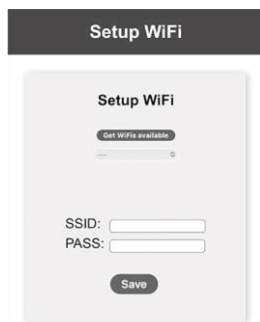 Setup WiFi
Setup WiFi
Get WiFis available
----
SSID:
PASS:
Save